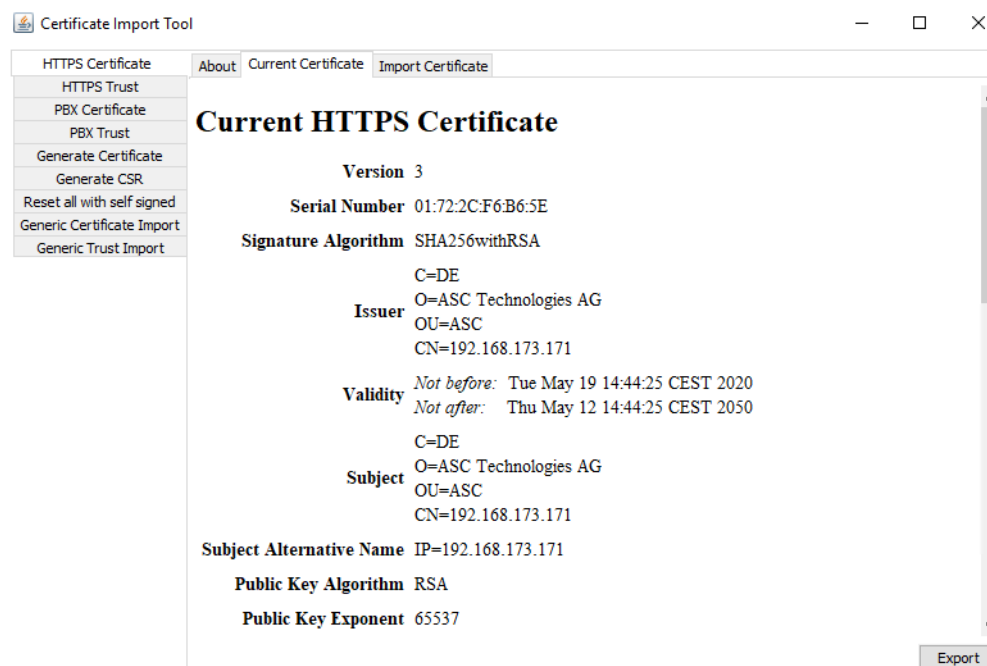 Certificate Import Tool
HTTPS Certificate
HTTPS Trust
PBX Certificate
PBX Trust
Generate Certificate
Generate CSR
Reset all with self signed
Generic Certificate Import
Generic Trust Import
About Current Certificate Import Certificate
Current HTTPS Certificate
Version 3
Serial Number 01:72:2C:F6:B6:5E
Signature Algorithm SHA256withRSA
Issuer
C=DE
O=ASC Technologies AG
OU=ASC
CN=192.168.173.171
Validity
Not before: Tue May 19 14:44:25 CEST 2020
Not after: Thu May 12 14:44:25 CEST 2050
Subject
C=DE
O=ASC Technologies AG
OU=ASC
CN=192.168.173.171
Subject Alternative Name IP=192.168.173.171
Public Key Algorithm RSA
Public Key Exponent 65537
Export